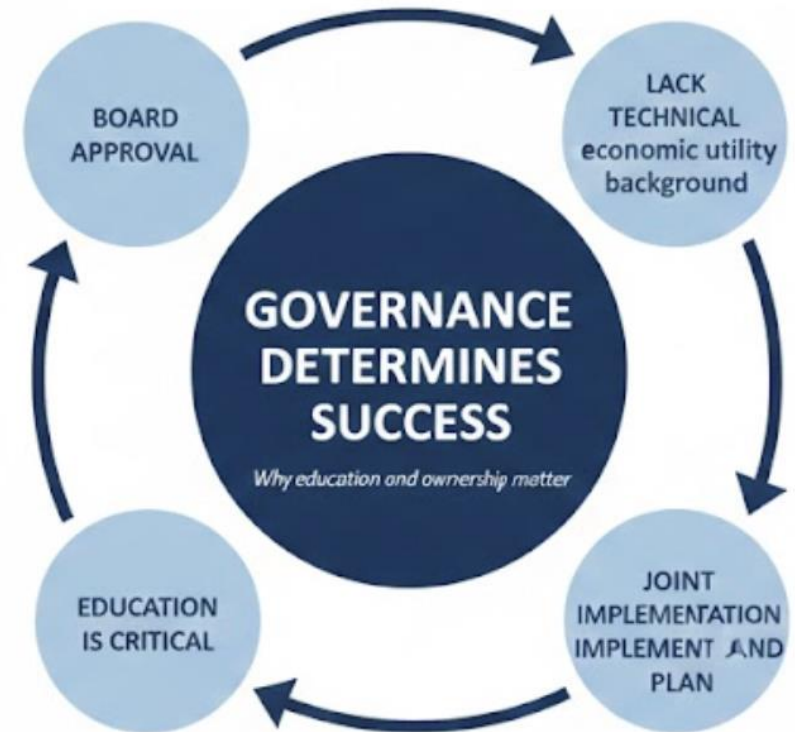 BOARD
APPROVAL
LACK
TECHNICAL
economic utility
background
GOVERNANCE
DETERMINES
SUCCESS
Why education and ownership matter
EDUCATION
IS CRITICAL
JOINT
IMPLEMENTATION
IMPLEMENT AND
PLAN